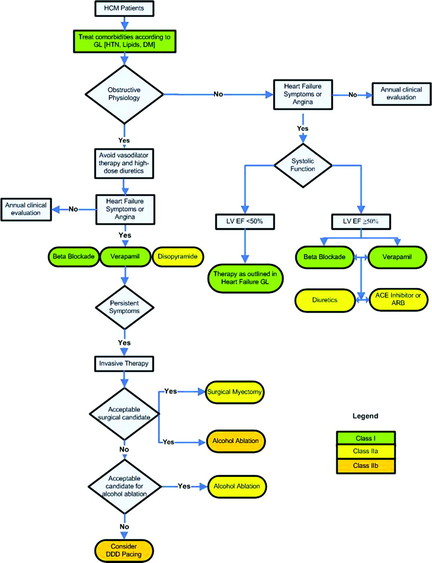 HCM Patients
Treat comorbidities according to
GL [HTN, Lipids, DM]
Obstructive
Physiology
No
Heart Failure
Symptoms or
Angina
No
Annual clinical
evaluation
Yes
Yes
Avoid vasodilator
therapy and high-
dose diuretics
Systolic
Function
Annual clinical
evaluation
No
Heart Failure
Symptoms or
Angina
LV EF <50%
LV EF ≥50%
Yes
Beta Blockade
Verapamil
Disopyramide
Therapy as outlined in
Heart Failure GL
Beta Blockade
Verapamil
Diuretics
ACE Inhibitor or
ARB
Persistent
Symptoms
Yes
Invasive Therapy
Acceptable
surgical candidate
Yes
Surgical Myectomy
Yes
Alcohol Ablation
No
Acceptable
candidate for
alcohol ablation
Yes
Alcohol Ablation
No
Consider
DDD Pacing
Legend
Class I
Class IIa
Class IIb